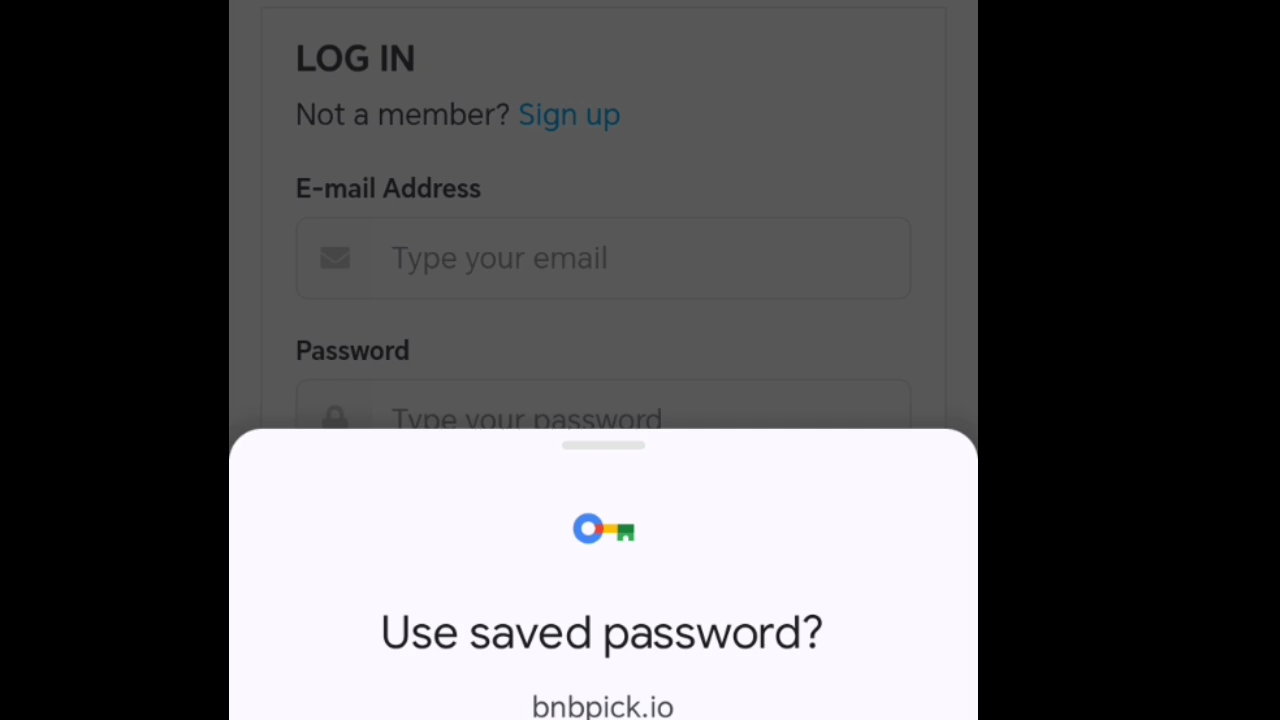 LOG IN
Not a member? Sign up
E-mail Address
Type your email
Password
Type your password
Use saved password?
bnbpick.io